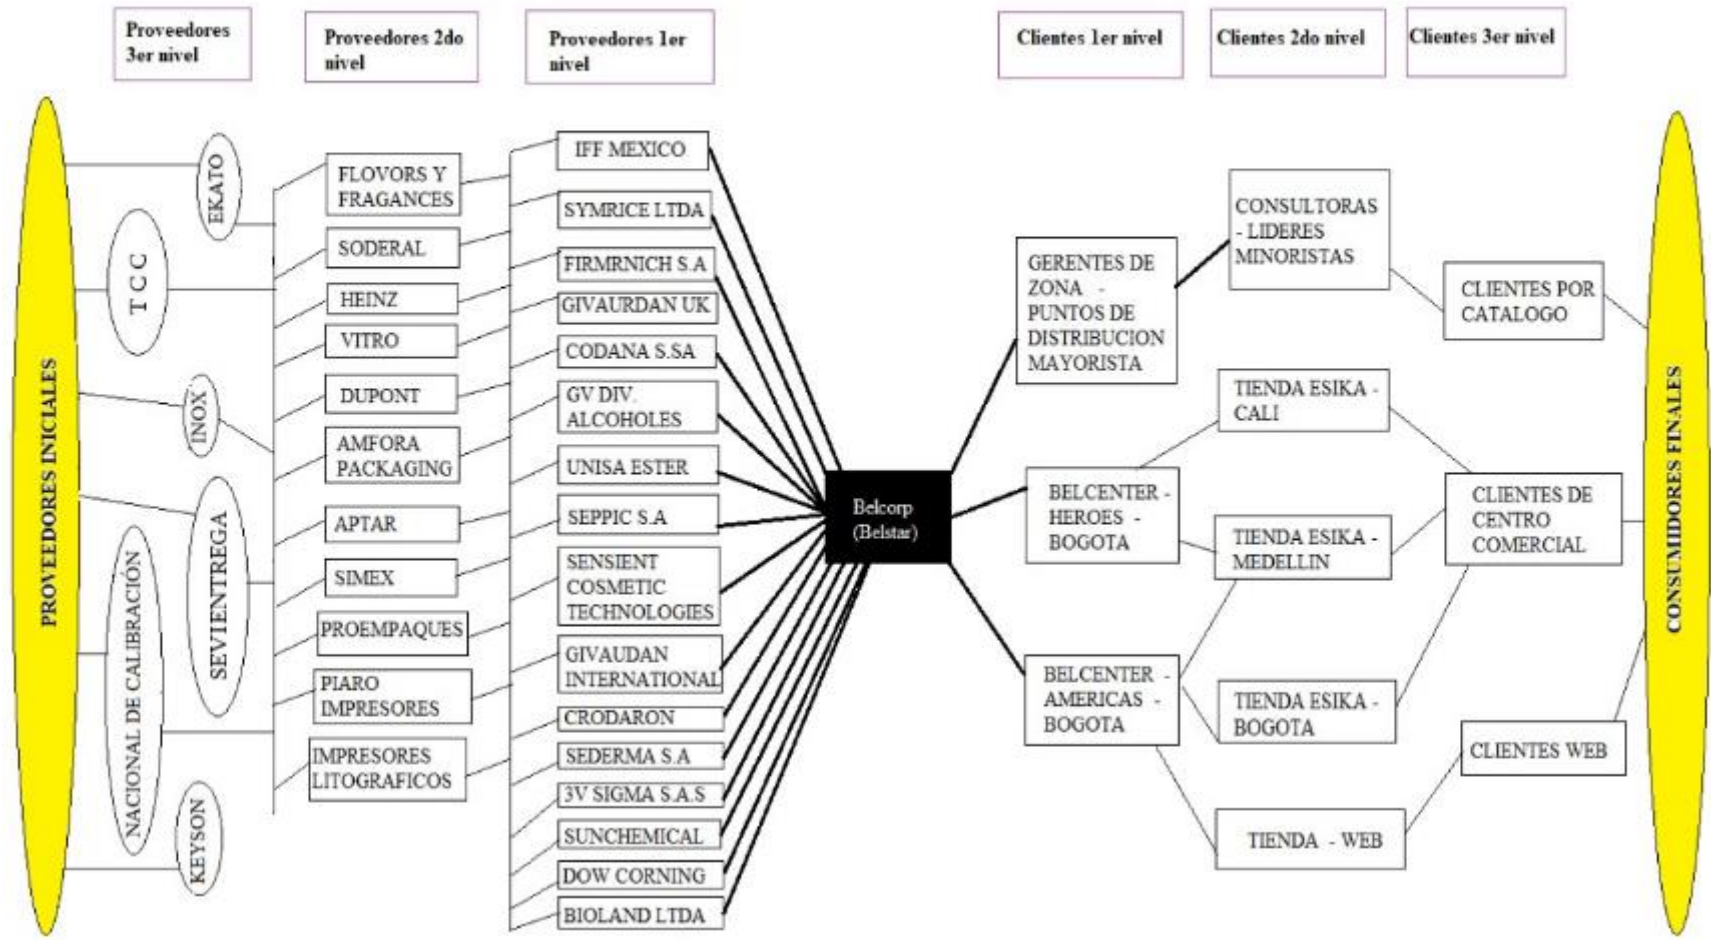 Proveedores
3er nivel
Proveedores 2do
nivel
Proveedores 1er
nivel
Clientes 1er nivel
Clientes 2do nivel
Clientes 3er nivel
PROVEEDORES INICIALES
EKATO
T C C
INOX
SEVIENTREGA
NACIONAL DE CALIBRACIÓN
KEYSON
FLOVORS Y
FRAGANCES
SODERAL
HEINZ
VITRO
DUPONT
AMFORA
PACKAGING
APTAR
SIMEX
PROEMPAQUES
PIARO
IMPRESORES
IMPRESORES
LITOGRAFICOS
IFF MEXICO
SYMRICE LTDA
FIRMRNICH S.A
GIVAURDAN UK
CODANA S.SA
GV DIV.
ALCOHOLES
UNISA ESTER
SEPPIC S.A
SENSIENT
COSMETIC
TECHNOLOGIES
GIVAUDAN
INTERNATIONAL
CRODARON
SEDERMA S.A
3V SIGMA S.A.S
SUNCHEMICAL
DOW CORNING
BIOLAND LTDA
Belcorp
(Belstar)
GERENTES DE
ZONA -
PUNTOS DE
DISTRIBUCION
MAYORISTA
BELCENTER -
HEROES -
BOGOTA
BELCENTER -
AMERICAS -
BOGOTA
CONSULTORAS
- LIDERES
MINORISTAS
TIENDA ESIKA -
CALI
TIENDA ESIKA -
MEDELLIN
TIENDA ESIKA -
BOGOTA
TIENDA - WEB
CLIENTES POR
CATALOGO
CLIENTES DE
CENTRO
COMERCIAL
CLIENTES WEB
CONSUMIDORES FINALES